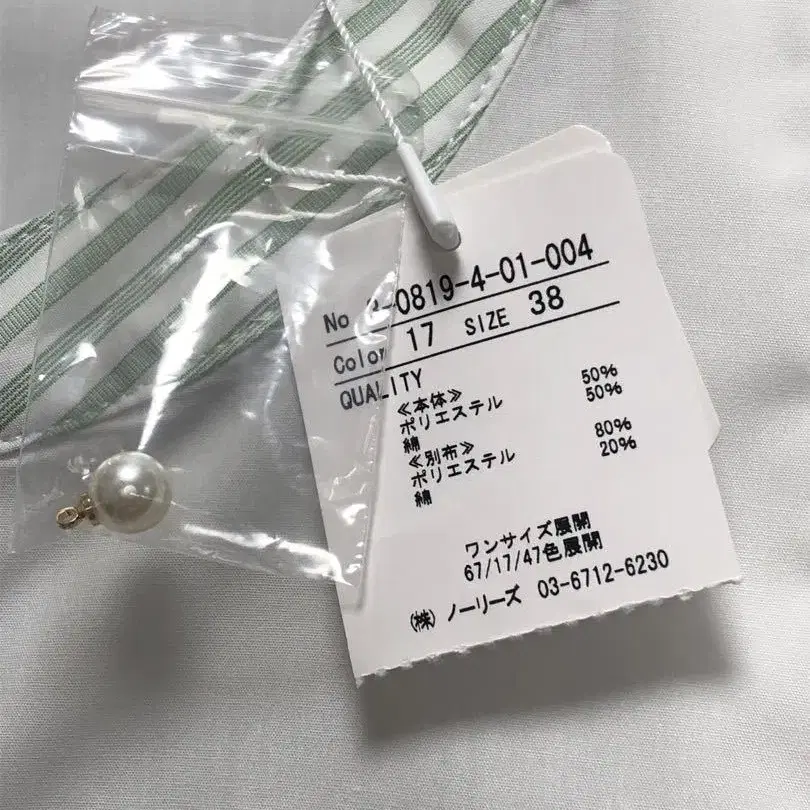 No -0819-4-01-004
Color 17 SIZE 38
QUALITY
≪本体≫
ポリエステル 50%
綿 50%
≪別布≫
ポリエステル 80%
綿 20%
ワンサイズ展開
67/17/47色展開
㈱ ノーリーズ 03-6712-6230